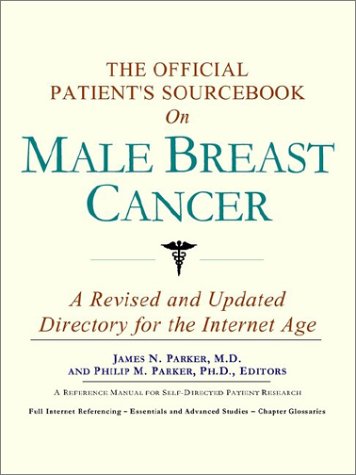 THE OFFICIAL
PATIENT'S SOURCEBOOK
On
MALE BREAST
CANCER
A Revised and Updated
Directory for the Internet Age
JAMES N. PARKER, M.D.
AND PHILIP M. PARKER, PH.D., EDITORS
A REFERENCE MANUAL FOR SELF-DIRECTED PATIENT RESEARCH
Full Internet Referencing ~ Essentials and Advanced Studies ~ Chapter Glossaries